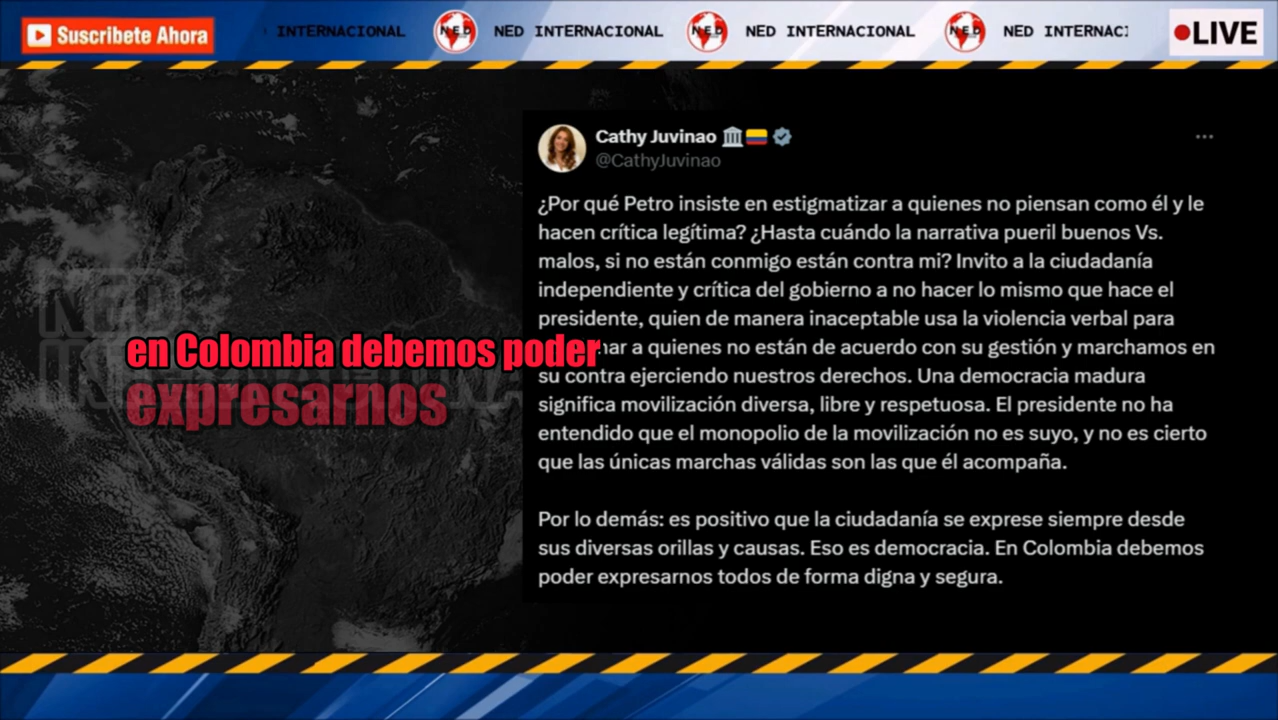 Suscribete Ahora
INTERNACIONAL
NED
NED INTERNACIONAL
NED
NED INTERNACIONAL
NED
NED INTERNACI
LIVE
Cathy Juvinao
@CathyJuvinao
¿Por qué Petro insiste en estigmatizar a quienes no piensan como él y le
hacen crítica legítima? ¿Hasta cuándo la narrativa pueril buenos Vs.
malos, si no están conmigo están contra mi? Invito a la ciudadanía
independiente y crítica del gobierno a no hacer lo mismo que hace el
presidente, quien de manera inaceptable usa la violencia verbal para
nar a quienes no están de acuerdo con su gestión y marchamos en
su contra ejerciendo nuestros derechos. Una democracia madura
significa movilización diversa, libre y respetuosa. El presidente no ha
entendido que el monopolio de la movilización no es suyo, y no es cierto
que las únicas marchas válidas son las que él acompaña.
Por lo demás: es positivo que la ciudadanía se exprese siempre desde
sus diversas orillas y causas. Eso es democracia. En Colombia debemos
poder expresarnos todos de forma digna y segura.
NED
en Colombia debemos poder
expresarnos